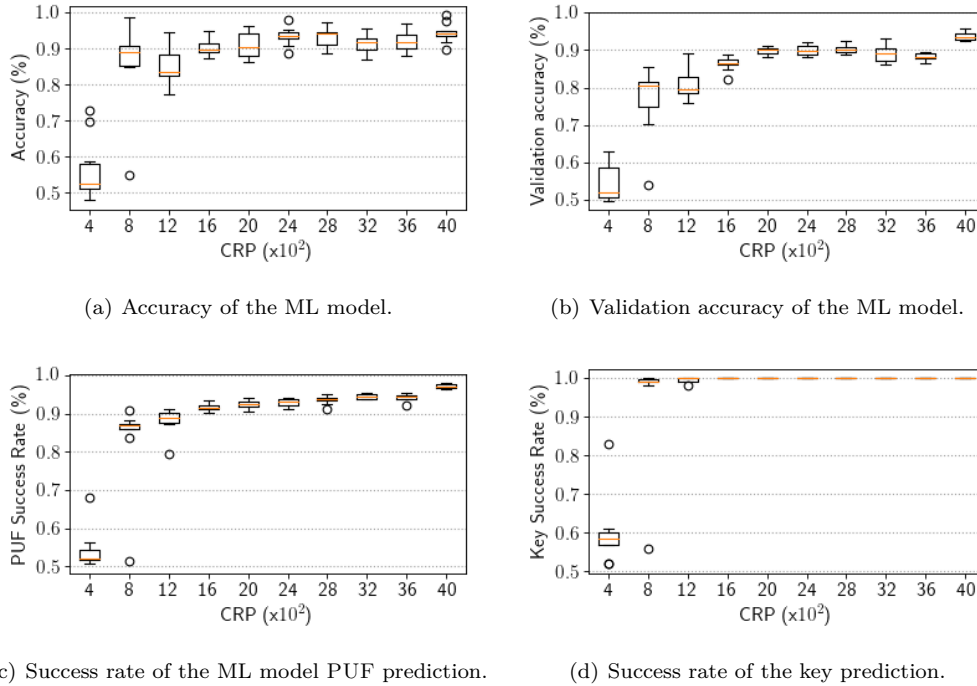 1.0
0.9
0.8
0.7
0.6
0.5
Accuracy (%)
4 8 12 16 20 24 28 32 36 40
CRP (x10²)
(a) Accuracy of the ML model.
1.0
0.9
0.8
0.7
0.6
0.5
Validation accuracy (%)
4 8 12 16 20 24 28 32 36 40
CRP (x10²)
(b) Validation accuracy of the ML model.
1.0
0.9
0.8
0.7
0.6
0.5
PUF Success Rate (%)
4 8 12 16 20 24 28 32 36 40
CRP (x10²)
c) Success rate of the ML model PUF prediction.
1.0
0.9
0.8
0.7
0.6
0.5
Key Success Rate (%)
4 8 12 16 20 24 28 32 36 40
CRP (x10²)
(d) Success rate of the key prediction.